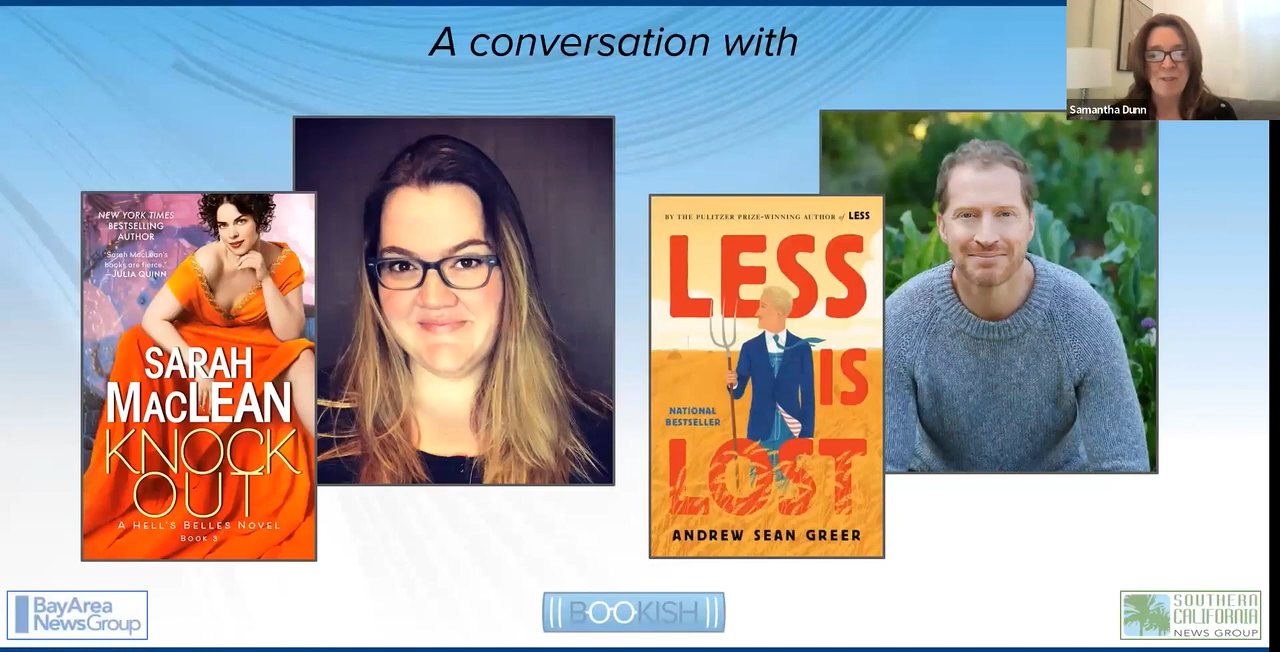 A conversation with
Samantha Dunn
NEW YORK TIMES
BESTSELLING
AUTHOR
"Sarah MacLean's
books are fierce."
—JULIA QUINN
SARAH
MACLEAN
KNOCK
OUT
A HELL'S BELLES NOVEL
BOOK 3
BY THE PULITZER PRIZE-WINNING AUTHOR of LESS
LESS
IS
NATIONAL
BESTSELLER
LOST
ANDREW SEAN GREER
BayArea
NewsGroup
BOOKISH
SOUTHERN
CALIFORNIA
NEWS GROUP